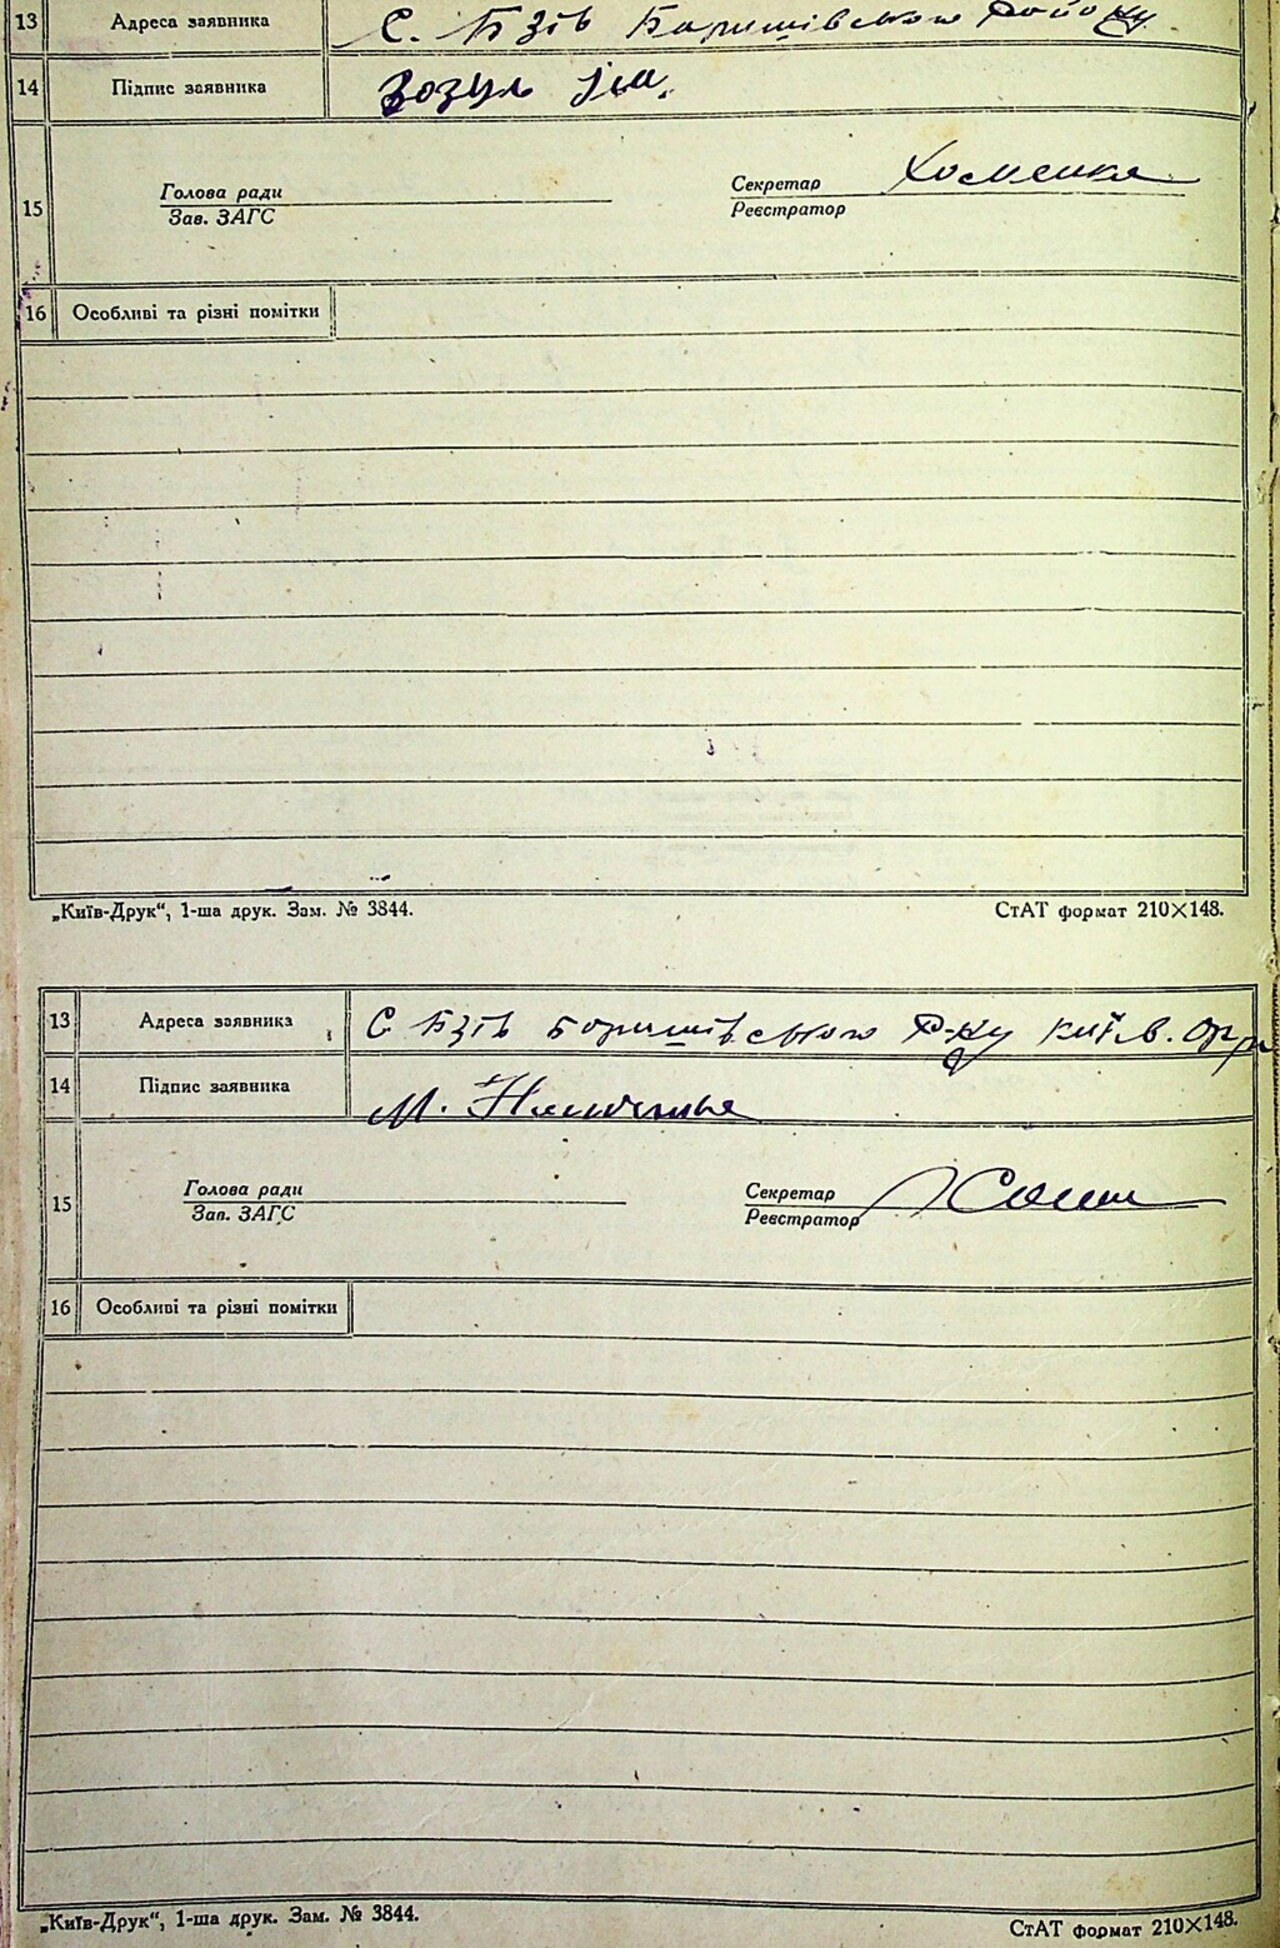 13 Адреса заявника С. Бзів Баришівського Району
14 Підпис заявника Зозуль
15 Голова ради Секретар Хоменко
Зав. ЗАГС Реєстратор
16 Особливі та різні помітки
„Київ-Друк“, 1-ша друк. Зам. № 3844. СтАТ формат 210×148.
13 Адреса заявника С Бзів Баришівського Р-ну Київ. окр
14 Підпис заявника М.
15 Голова ради Секретар
Зав. ЗАГС Реєстратор
16 Особливі та різні помітки
„Київ-Друк“, 1-ша друк. Зам. № 3844. СтАТ формат 210×148.